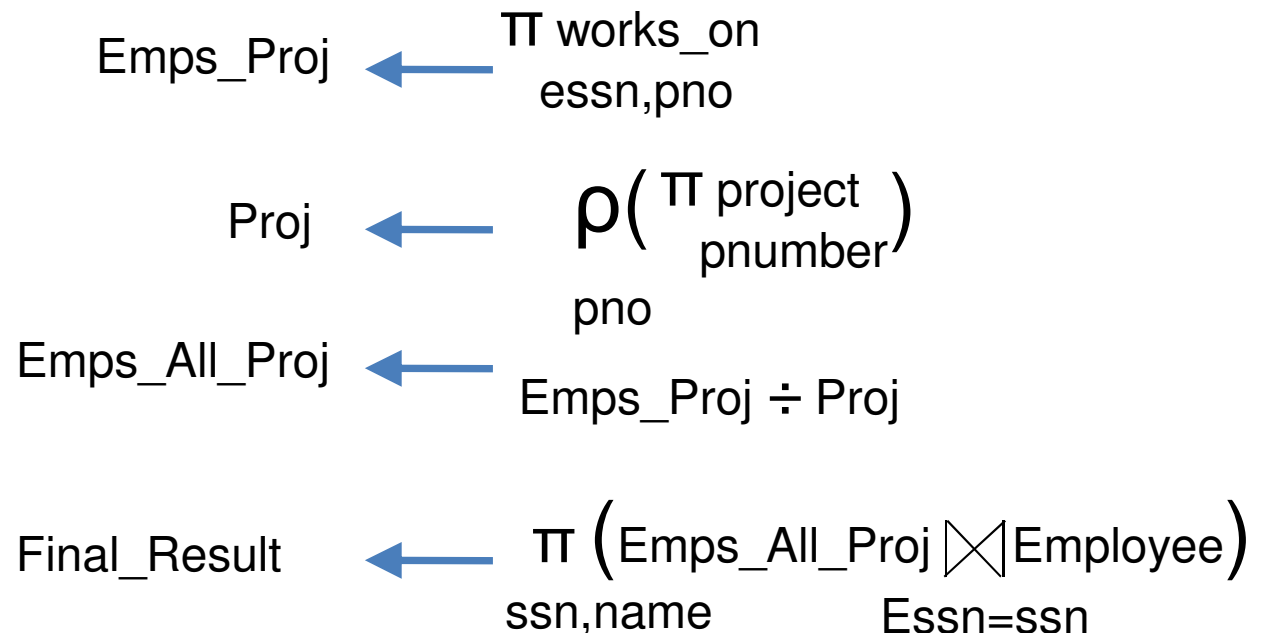 Emps_Proj π works_on
essn,pno
Proj ρ( π project
pnumber)
pno
Emps_All_Proj
Emps_Proj ÷ Proj
Final_Result π (Emps_All_Proj ⋈ Employee)
ssn,name Essn=ssn